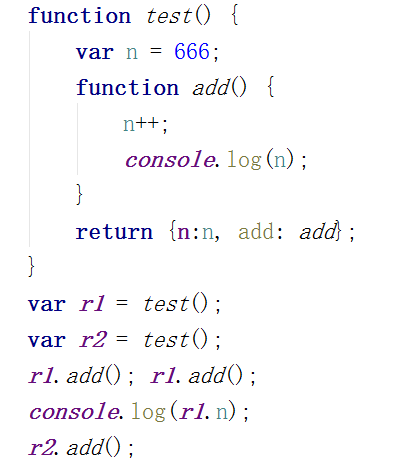 function test() {
    var n = 666;
    function add() {
        n++;
        console.log(n);
    }
    return {n:n, add: add};
}
var r1 = test();
var r2 = test();
r1.add(); r1.add();
console.log(r1.n);
r2.add();